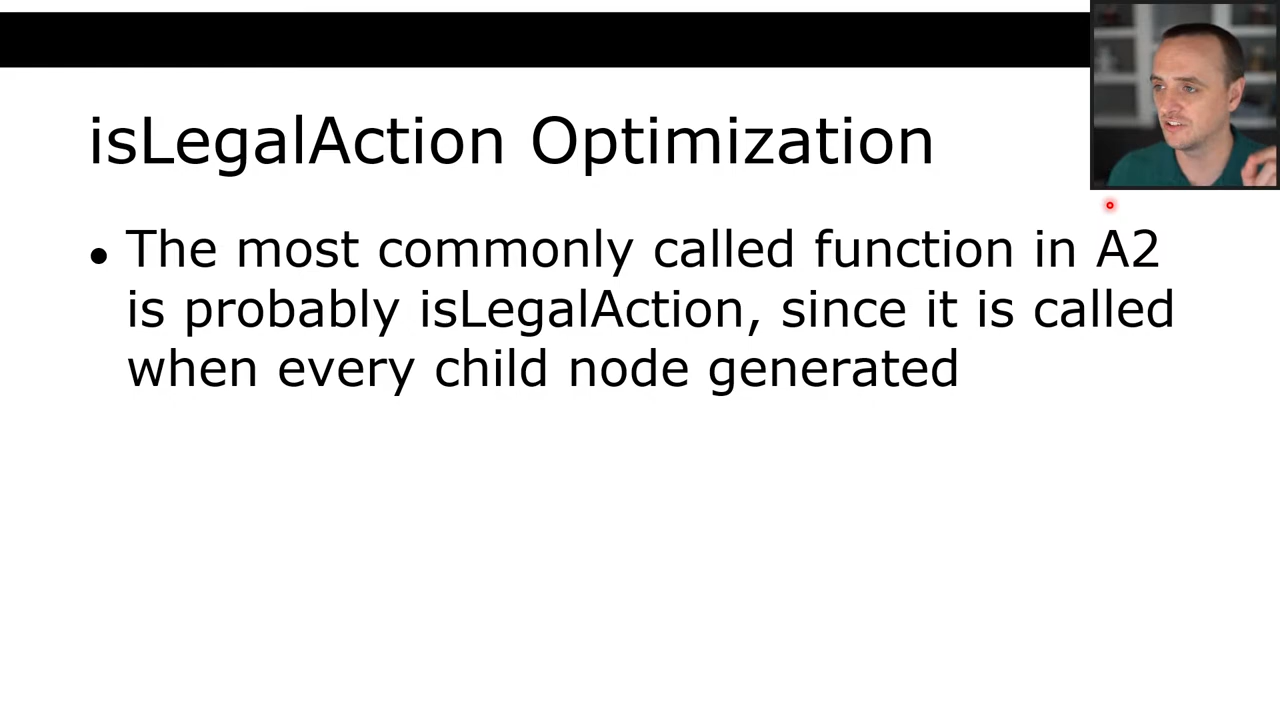 isLegalAction Optimization
• The most commonly called function in A2
is probably isLegalAction, since it is called
when every child node generated